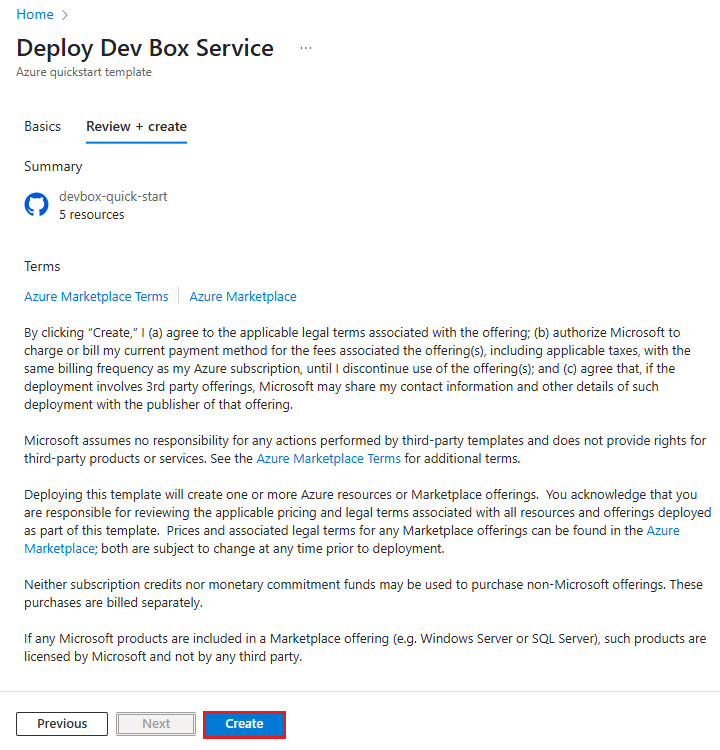 Home
Deploy Dev Box Service ...
Azure quickstart template
Basics Review + create
Summary
devbox-quick-start
5 resources
Terms
Azure Marketplace Terms Azure Marketplace
By clicking “Create,” I (a) agree to the applicable legal terms associated with the offering; (b) authorize Microsoft to
charge or bill my current payment method for the fees associated the offering(s), including applicable taxes, with the
same billing frequency as my Azure subscription, until I discontinue use of the offering(s); and (c) agree that, if the
deployment involves 3rd party offerings, Microsoft may share my contact information and other details of such
deployment with the publisher of that offering.
Microsoft assumes no responsibility for any actions performed by third-party templates and does not provide rights for
third-party products or services. See the Azure Marketplace Terms for additional terms.
Deploying this template will create one or more Azure resources or Marketplace offerings. You acknowledge that you
are responsible for reviewing the applicable pricing and legal terms associated with all resources and offerings deployed
as part of this template. Prices and associated legal terms for any Marketplace offerings can be found in the Azure
Marketplace; both are subject to change at any time prior to deployment.
Neither subscription credits nor monetary commitment funds may be used to purchase non-Microsoft offerings. These
purchases are billed separately.
If any Microsoft products are included in a Marketplace offering (e.g. Windows Server or SQL Server), such products are
licensed by Microsoft and not by any third party.
Previous Next Create